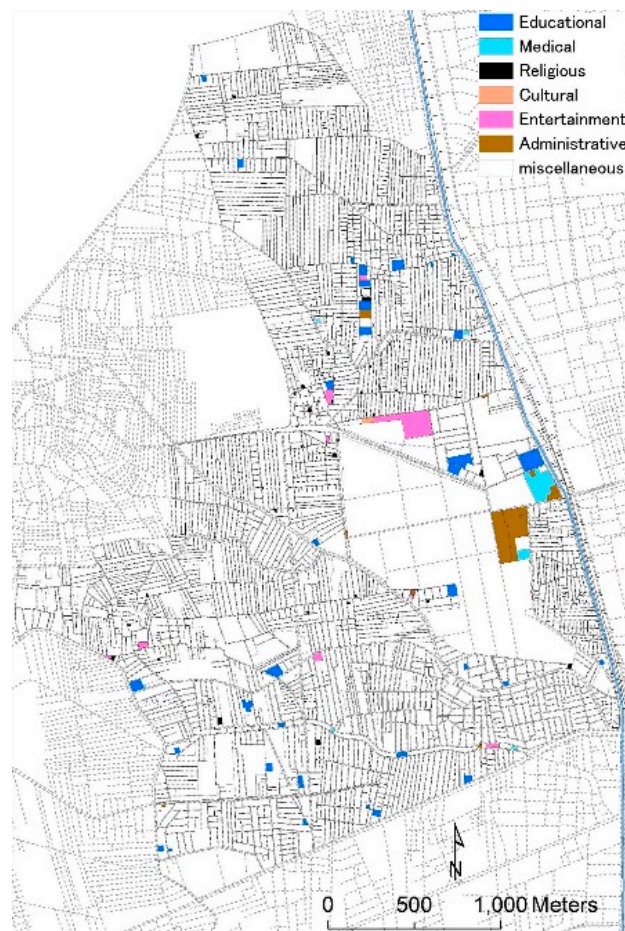 Educational
Medical
Religious
Cultural
Entertainment
Administrative
miscellaneous
N
0 500 1,000 Meters